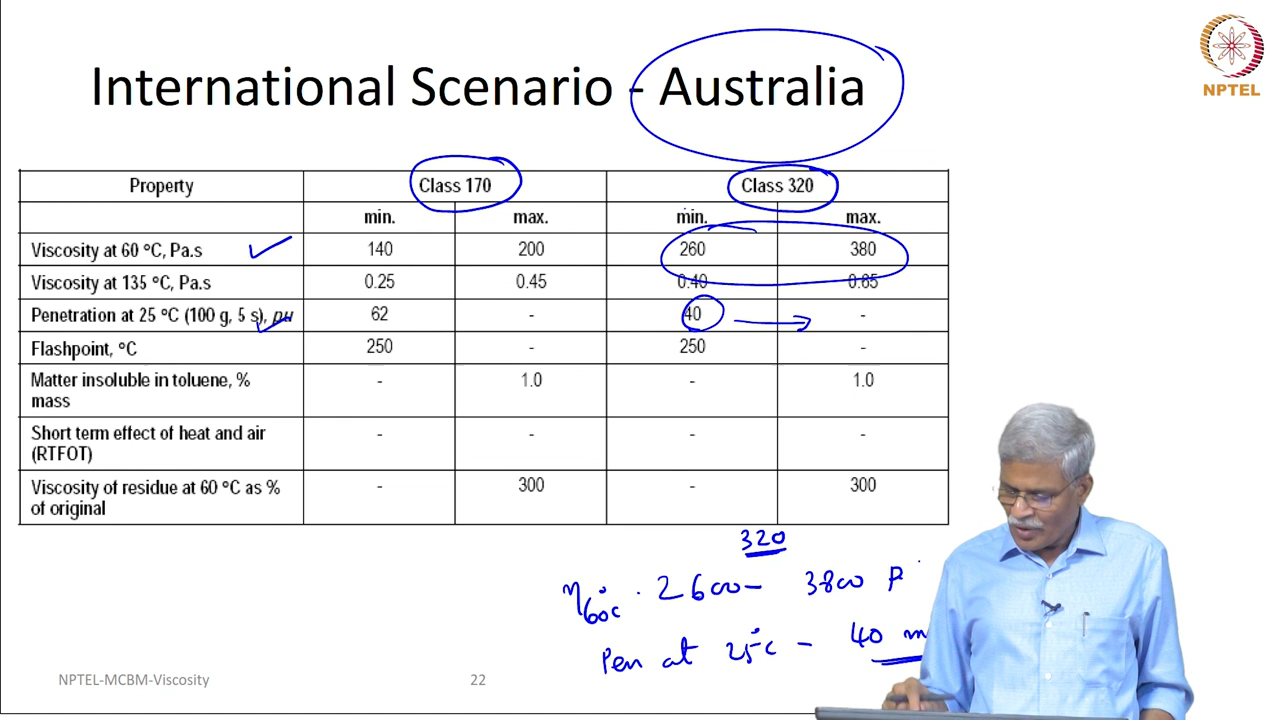 International Scenario - Australia
NPTEL
Property Class 170 Class 320
min. max. min. max.
Viscosity at 60 °C, Pa.s 140 200 260 380
Viscosity at 135 °C, Pa.s 0.25 0.45 0.40 0.65
Penetration at 25 °C (100 g, 5 s), pu 62 - 40 -
Flashpoint, °C 250 - 250 -
Matter insoluble in toluene, % - 1.0 - 1.0
mass
Short term effect of heat and air - - - -
(RTFOT)
Viscosity of residue at 60 °C as % - 300 - 300
of original
320
η60°C . 2600 - 3800 P
Pen at 25°C - 40 m
NPTEL-MCBM-Viscosity 22